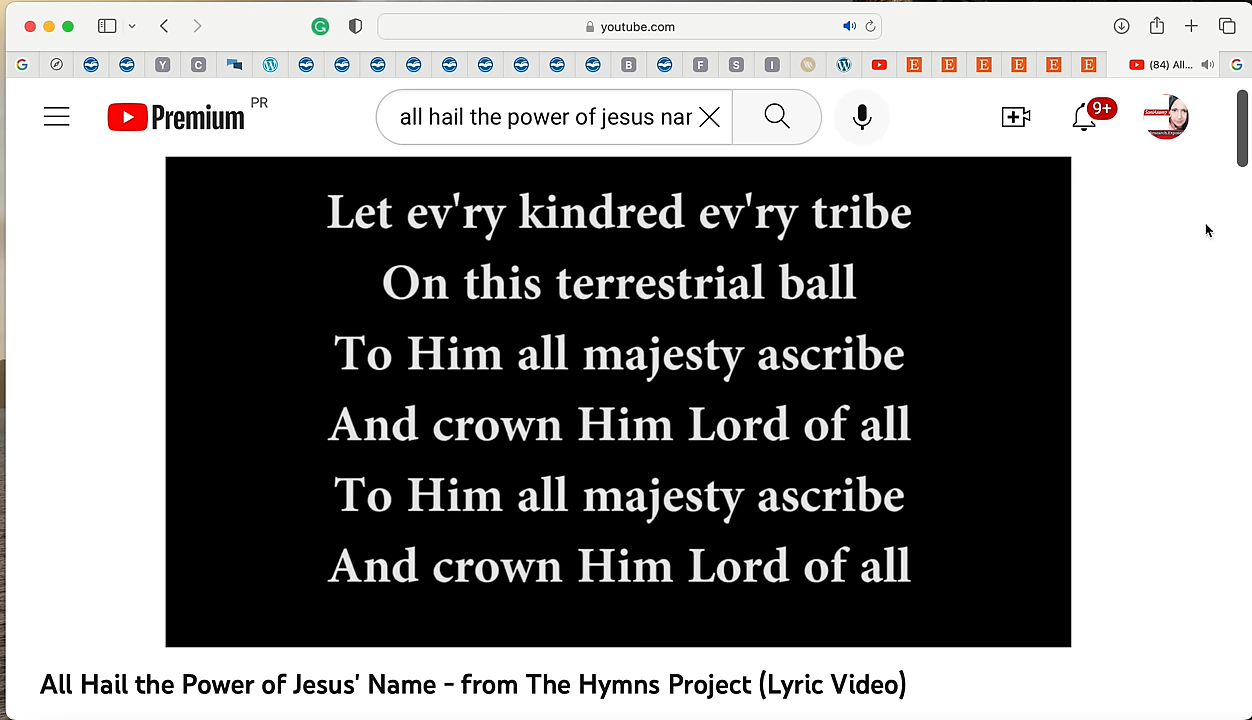 youtube.com
G Y C B F S I E E E E E E (84) All... G
Premium PR
all hail the power of jesus nar
9+
Let ev'ry kindred ev'ry tribe
On this terrestrial ball
To Him all majesty ascribe
And crown Him Lord of all
To Him all majesty ascribe
And crown Him Lord of all
All Hail the Power of Jesus' Name - from The Hymns Project (Lyric Video)